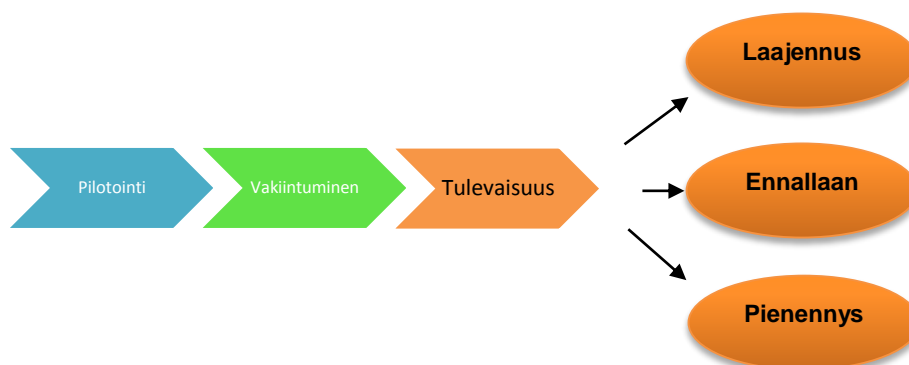 Pilotointi
Vakiintuminen
Tulevaisuus
Laajennus
Ennallaan
Pienennys